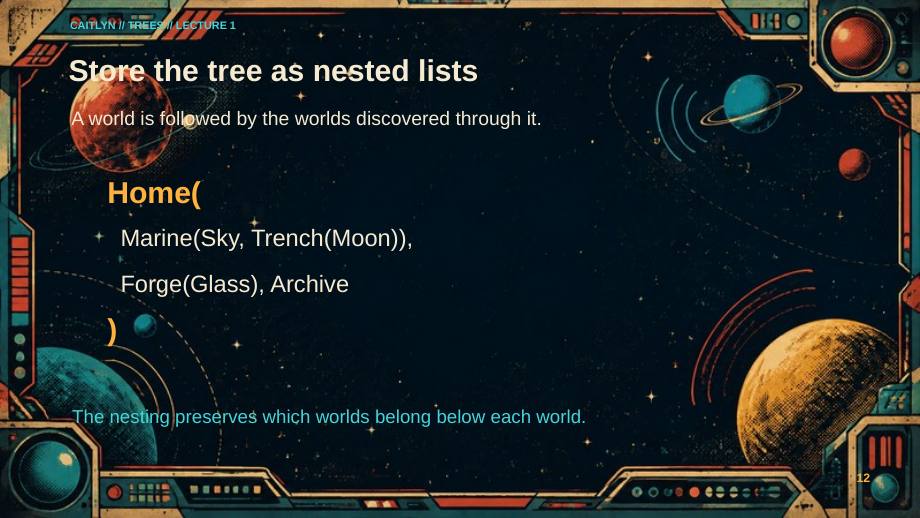 CAITLYN // TREES // LECTURE 1
Store the tree as nested lists
A world is followed by the worlds discovered through it.
Home(
Marine(Sky, Trench(Moon)),
Forge(Glass), Archive
)
The nesting preserves which worlds belong below each world.
12